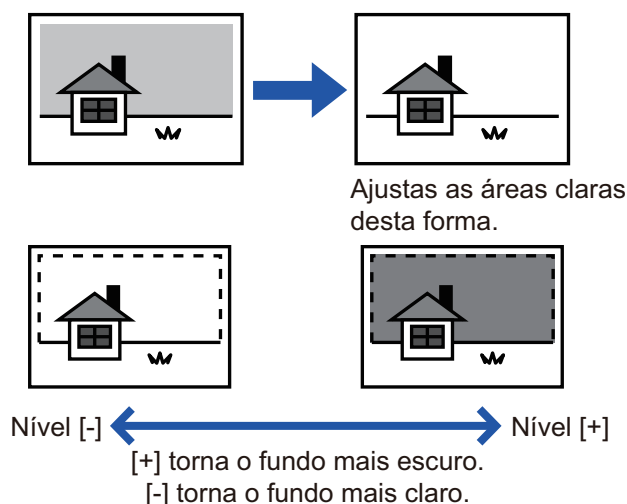 Ajustas as áreas claras
desta forma.
Nível [-]
Nível [+]
[+] torna o fundo mais escuro.
[-] torna o fundo mais claro.